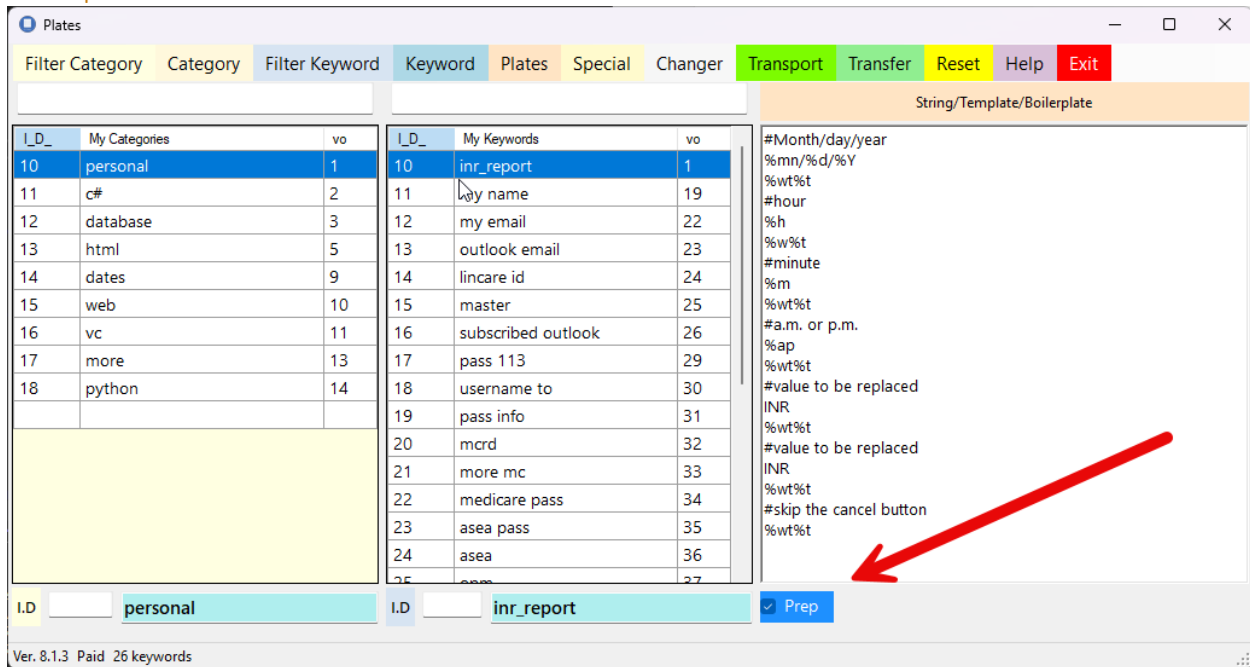 Plates
Filter Category Category Filter Keyword Keyword Plates Special Changer Transport Transfer Reset Help Exit
String/Template/Boilerplate
I_D_ My Categories vo
10 personal 1
11 c# 2
12 database 3
13 html 5
14 dates 9
15 web 10
16 vc 11
17 more 13
18 python 14
I_D_ My Keywords vo
10 inr_report 1
11 name 19
12 my email 22
13 outlook email 23
14 lincare id 24
15 master 25
16 subscribed outlook 26
17 pass 113 29
18 username to 30
19 pass info 31
20 mcrd 32
21 more mc 33
22 medicare pass 34
23 asea pass 35
24 asea 36
#Month/day/year
%mn/%d/%Y
%wt%t
#hour
%h
%w%t
#minute
%m
%wt%t
#a.m. or p.m.
%ap
%wt%t
#value to be replaced
INR
%wt%t
#value to be replaced
INR
%wt%t
#skip the cancel button
%wt%t
I.D personal I.D inr_report Prep
Ver. 8.1.3 Paid 26 keywords